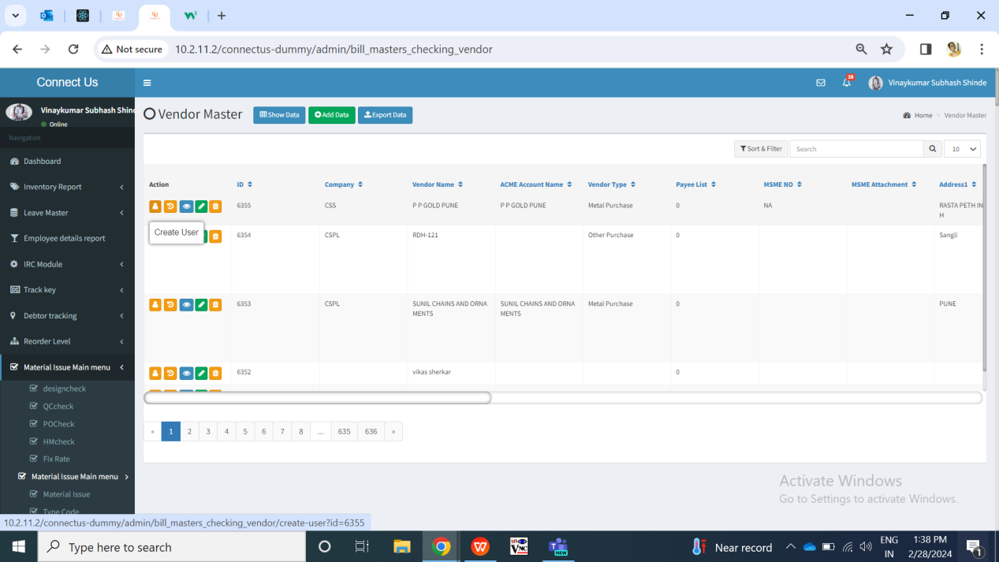 Not secure
10.2.11.2/connectus-dummy/admin/bill_masters_checking_vendor
Connect Us
28
Vinaykumar Subhash Shinde
Vinaykumar Subhash Shin
Online
Navigation
Dashboard
Inventory Report
Leave Master
Employee details report
IRC Module
Track key
Debtor tracking
Reorder Level
Material Issue Main menu
designcheck
QCcheck
POCheck
HMcheck
Fix Rate
Material Issue Main menu
Material Issue
Type Code
Vendor Master
Show Data
Add Data
Export Data
Home > Vendor Master
Sort & Filter
Search
10
Action ID Company Vendor Name ACME Account Name Vendor Type Payee List MSME NO MSME Attachment Address1
6355 CSS P P GOLD PUNE P P GOLD PUNE Metal Purchase 0 NA RASTA PETH IN
H
Create User
6354 CSPL RDH-121 Other Purchase 0 Sangli
6353 CSPL SUNIL CHAINS AND ORNA SUNIL CHAINS AND ORNA Metal Purchase 0 PUNE
MENTS MENTS
6352 vikas sherkar 0
« 1 2 3 4 5 6 7 8 ... 635 636 »
Activate Windows
Go to Settings to activate Windows.
10.2.11.2/connectus-dummy/admin/bill_masters_checking_vendor/create-user?id=6355
Type here to search
NEW
Near record
ENG
IN
1:38 PM
2/28/2024
1